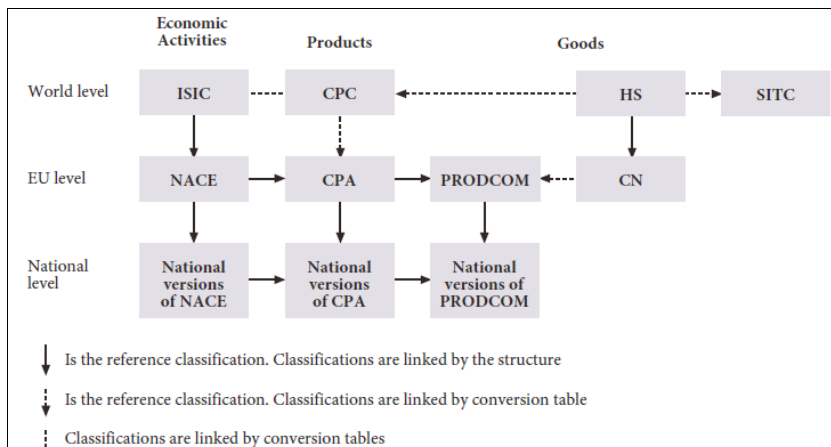 Economic
Activities
Products
Goods
World level
ISIC
CPC
HS
SITC
EU level
NACE
CPA
PRODCOM
CN
National
level
National
versions
of NACE
National
versions
of CPA
National
versions of
PRODCOM
Is the reference classification. Classifications are linked by the structure
Is the reference classification. Classifications are linked by conversion table
Classifications are linked by conversion tables